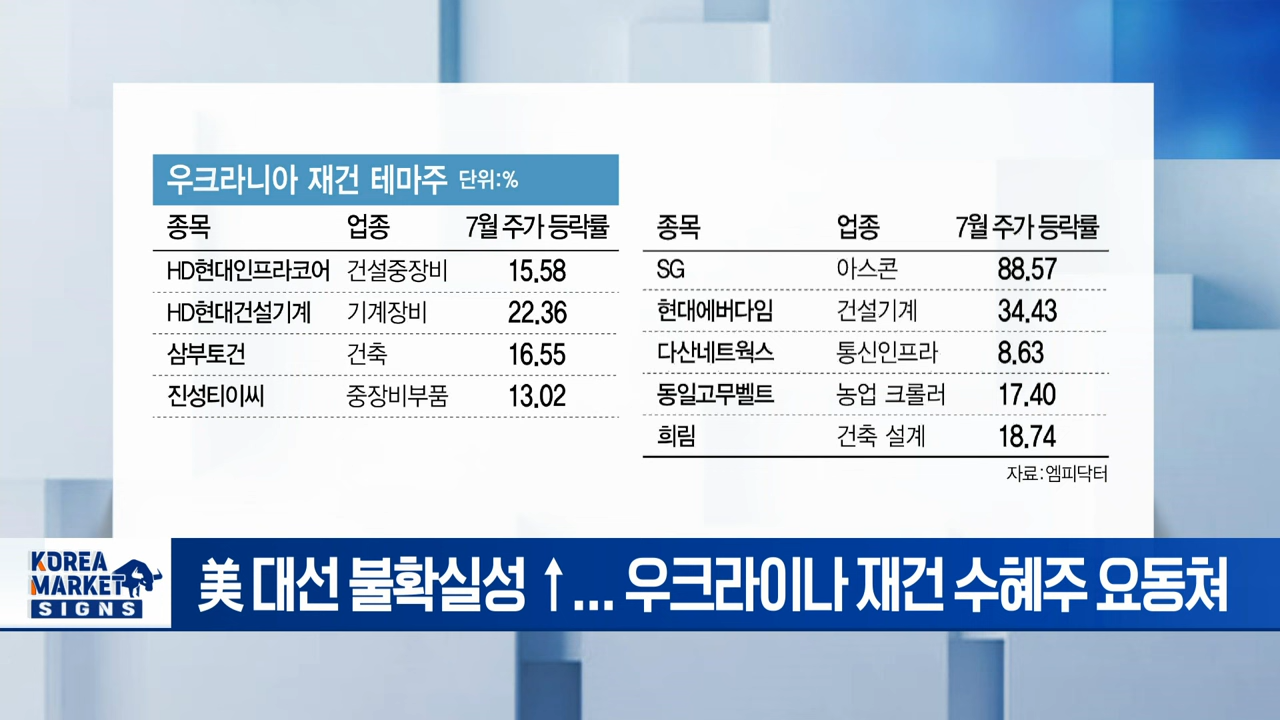 우크라니아 재건 테마주 단위:%
종목 업종 7월 주가 등락률
HD현대인프라코어 건설중장비 15.58
HD현대건설기계 기계장비 22.36
삼부토건 건축 16.55
진성티이씨 중장비부품 13.02
종목 업종 7월 주가 등락률
SG 아스콘 88.57
현대에버다임 건설기계 34.43
다산네트웍스 통신인프라 8.63
동일고무벨트 농업 크롤러 17.40
희림 건축 설계 18.74
자료:엠피닥터
KOREA
MARKET
SIGNS
美 대선 불확실성 ↑... 우크라이나 재건 수혜주 요동쳐